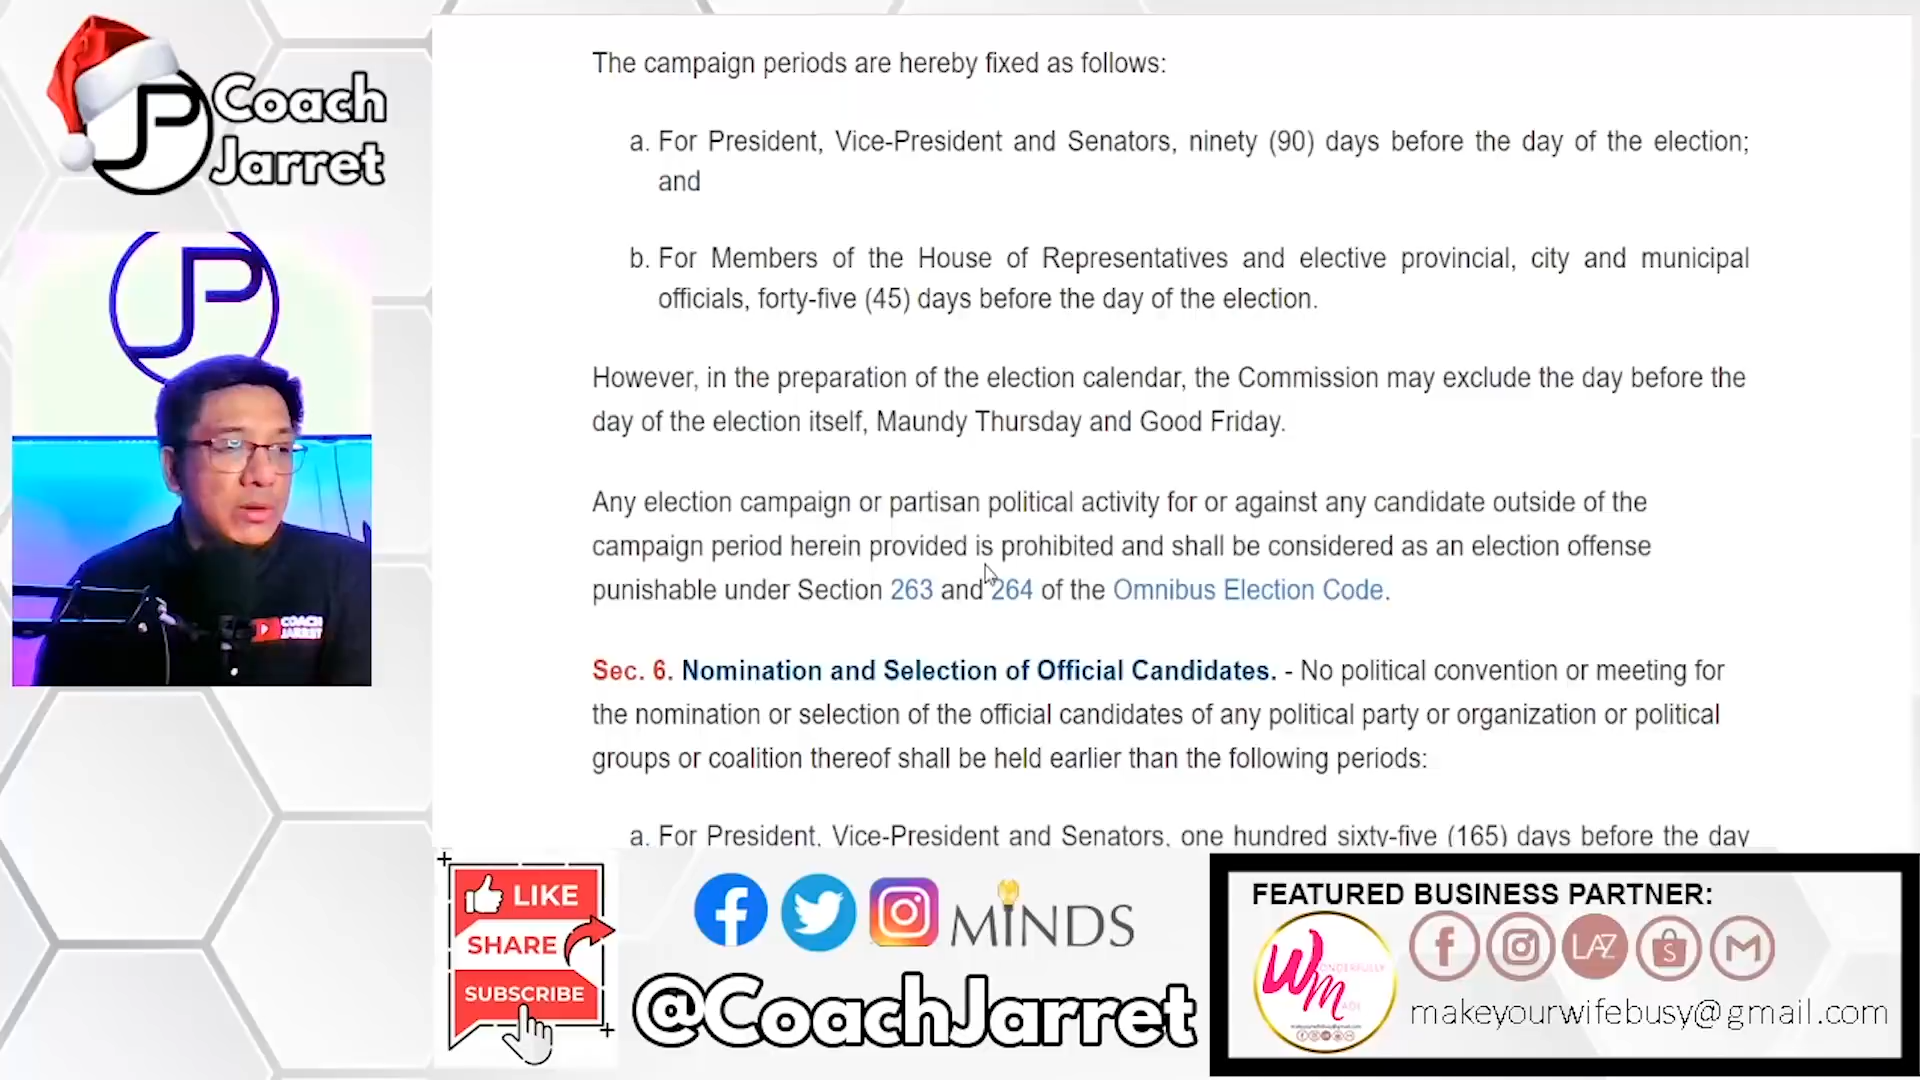 Coach
Jarret
The campaign periods are hereby fixed as follows:
a. For President, Vice-President and Senators, ninety (90) days before the day of the election;
and
b. For Members of the House of Representatives and elective provincial, city and municipal
officials, forty-five (45) days before the day of the election.
However, in the preparation of the election calendar, the Commission may exclude the day before the
day of the election itself, Maundy Thursday and Good Friday.
Any election campaign or partisan political activity for or against any candidate outside of the
campaign period herein provided is prohibited and shall be considered as an election offense
punishable under Section 263 and 264 of the Omnibus Election Code.
Sec. 6. Nomination and Selection of Official Candidates. - No political convention or meeting for
the nomination or selection of the official candidates of any political party or organization or political
groups or coalition thereof shall be held earlier than the following periods:
a. For President, Vice-President and Senators, one hundred sixty-five (165) days before the day
COACH
JARRET
LIKE
SHARE
SUBSCRIBE
MINDS
@CoachJarret
FEATURED BUSINESS PARTNER:
WONDERFULLY
MADE
LAZ
S
makeyourwifebusy@gmail.com